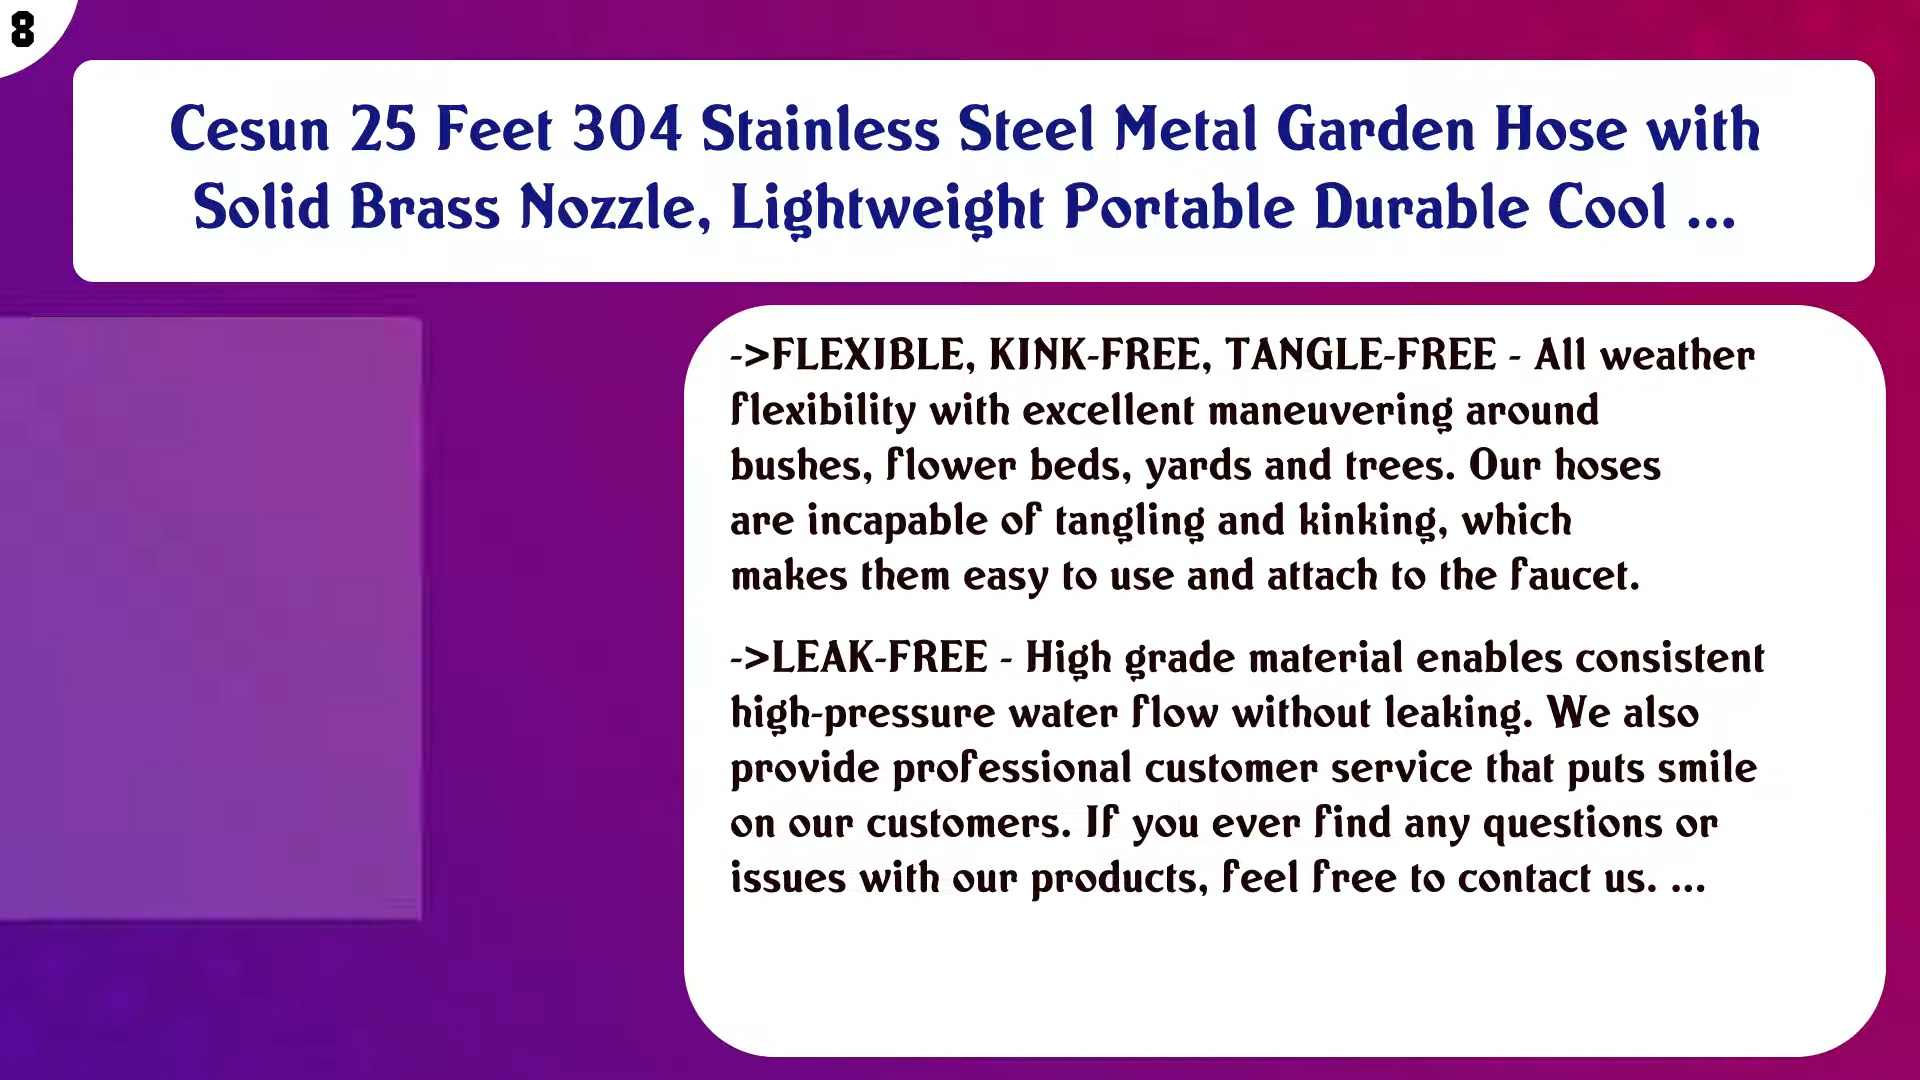 8
Cesun 25 Feet 304 Stainless Steel Metal Garden Hose with
Solid Brass Nozzle, Lightweight Portable Durable Cool ...
->FLEXIBLE, KINK-FREE, TANGLE-FREE - All weather
flexibility with excellent maneuvering around
bushes, flower beds, yards and trees. Our hoses
are incapable of tangling and kinking, which
makes them easy to use and attach to the faucet.
->LEAK-FREE - High grade material enables consistent
high-pressure water flow without leaking. We also
provide professional customer service that puts smile
on our customers. If you ever find any questions or
issues with our products, feel free to contact us. ...